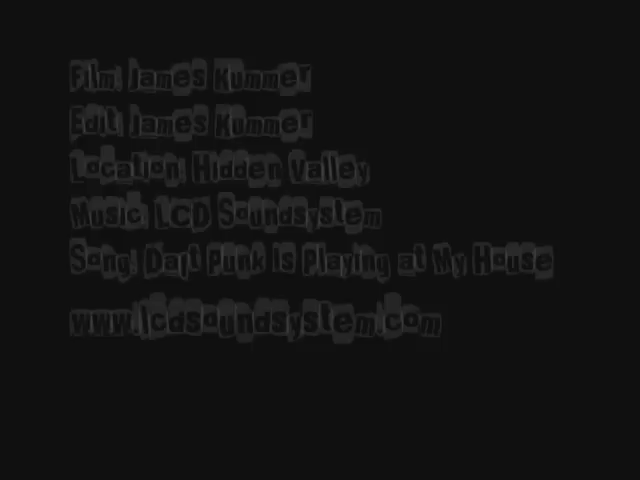 Film: James Kummer
Edit: James Kummer
Location: Hidden Valley
Music: LCD Soundsystem
Song: Daft Punk is Playing at My House
www.lcdsoundsystem.com